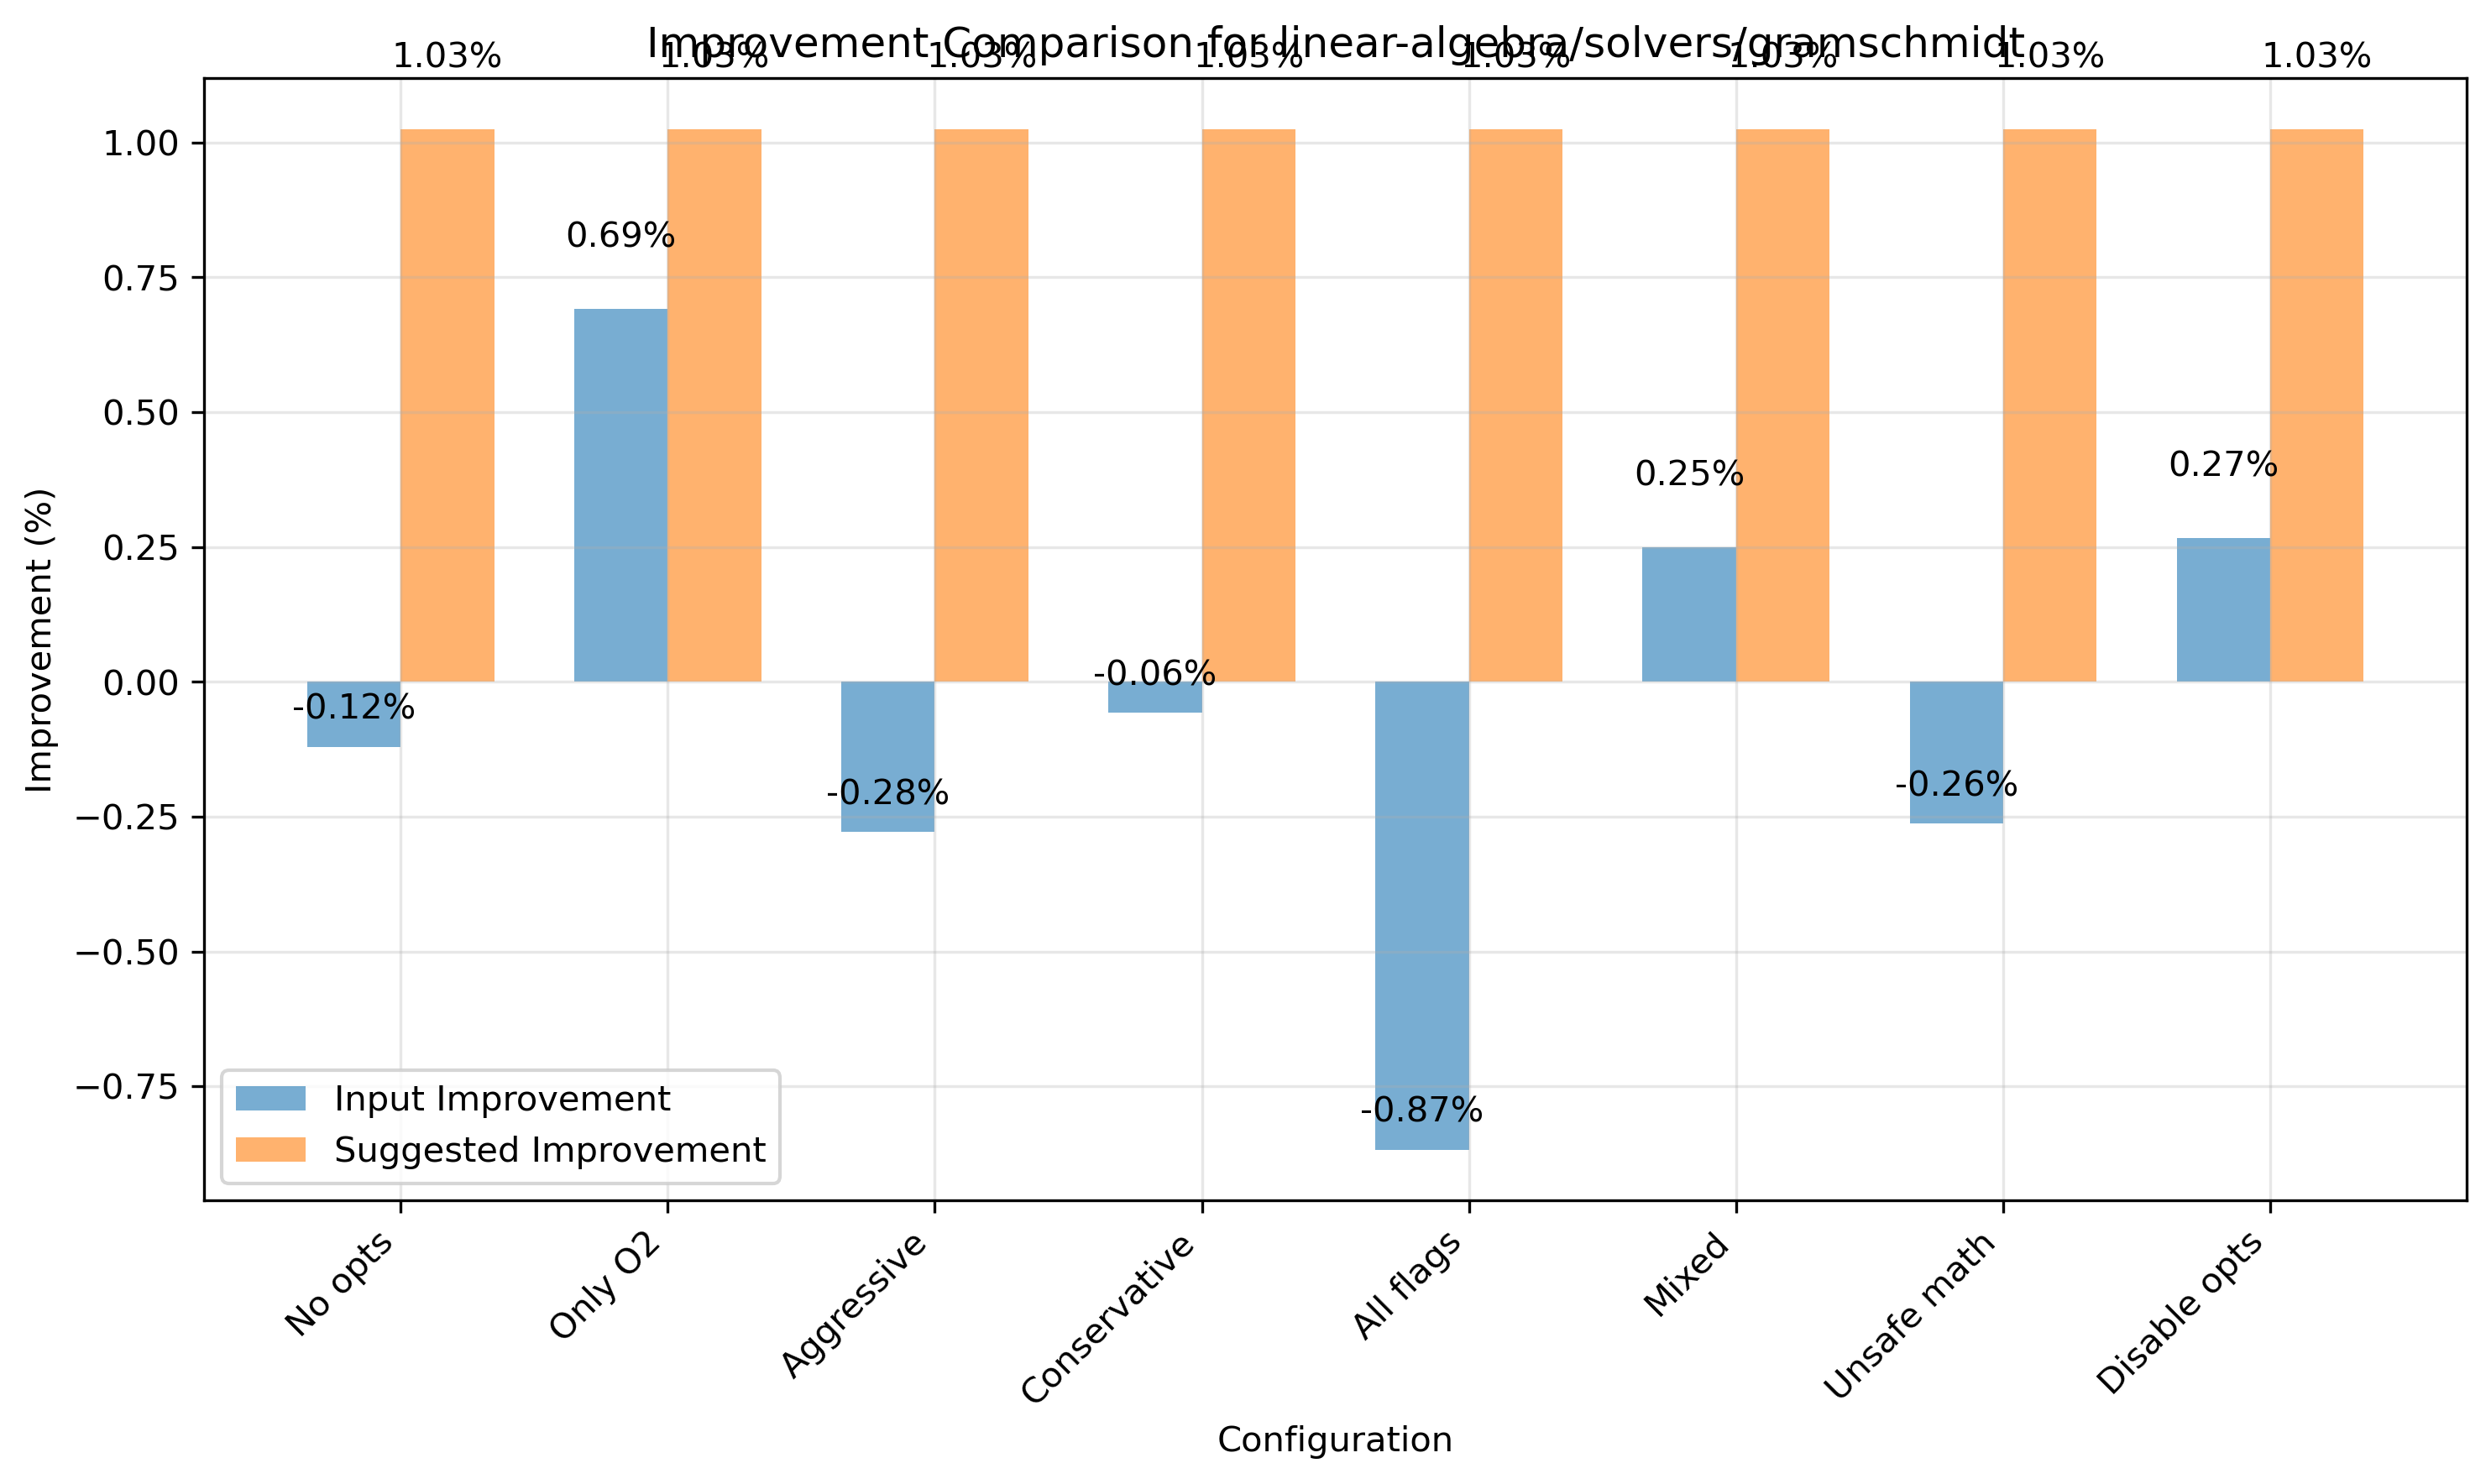 Improvement Comparison for linear-algebra/solvers/gramschmidt
1.03% 1.03% 1.03% 1.03% 1.03% 1.03% 1.03% 1.03%
1.00
0.69%
0.75
0.50
0.25% 0.27%
0.25
-0.06%
0.00
-0.12%
-0.28% -0.26%
−0.25
−0.50
−0.75
-0.87%
Improvement (%)
Input Improvement
Suggested Improvement
No opts
Only O2
Aggressive
Conservative
All flags
Mixed
Unsafe math
Disable opts
Configuration